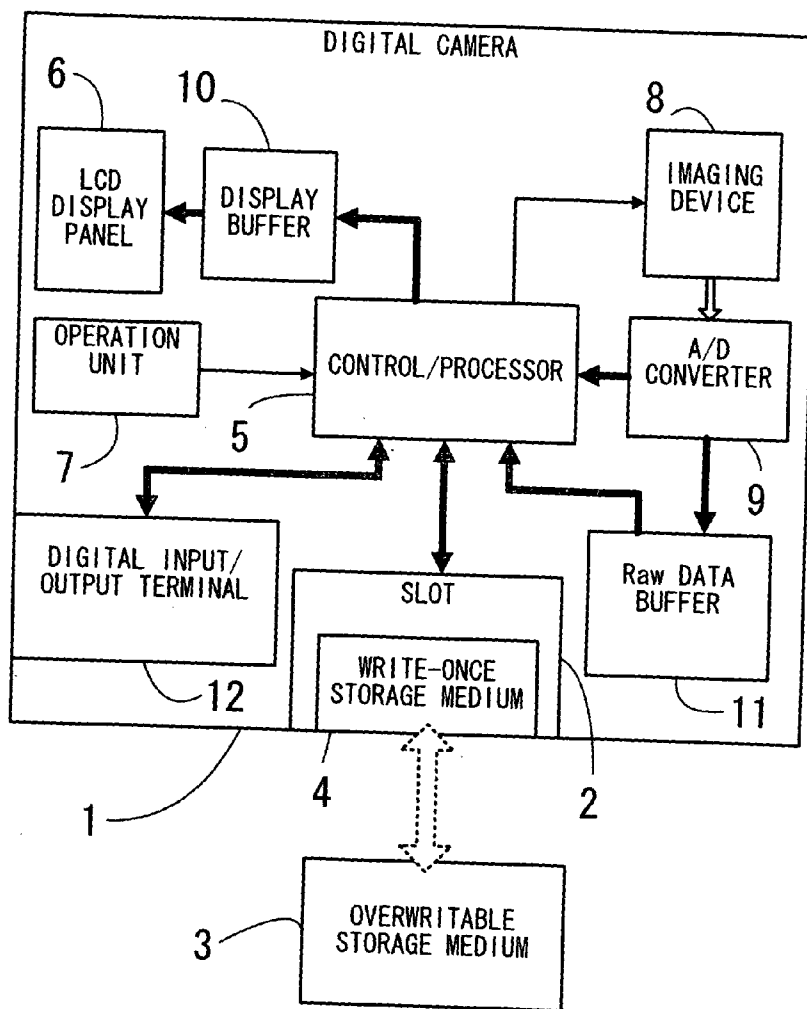 DIGITAL CAMERA
6
10
8
LCD
DISPLAY
PANEL
DISPLAY
BUFFER
IMAGING
DEVICE
OPERATION
UNIT
CONTROL/PROCESSOR
A/D
CONVERTER
7
5
9
DIGITAL INPUT/
OUTPUT TERMINAL
SLOT
Raw DATA
BUFFER
WRITE-ONCE
STORAGE MEDIUM
12
11
1
4
2
OVERWRITABLE
STORAGE MEDIUM
3